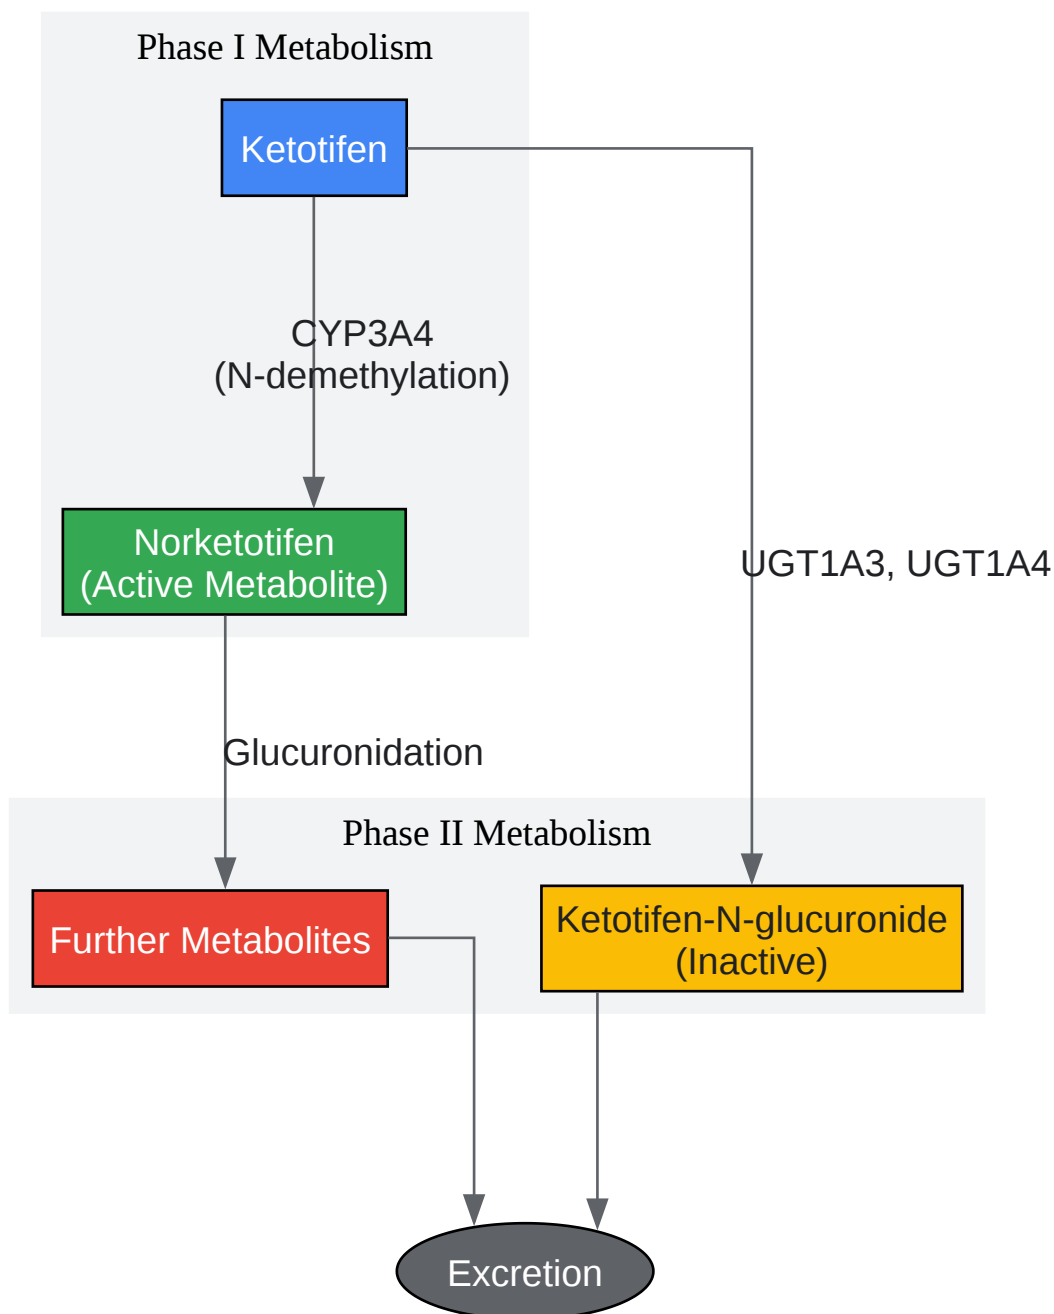 Phase I Metabolism
Ketotifen
CYP3A4
(N-demethylation)
Norketotifen
(Active Metabolite)
UGT1A3, UGT1A4
Glucuronidation
Phase II Metabolism
Further Metabolites
Ketotifen-N-glucuronide
(Inactive)
Excretion